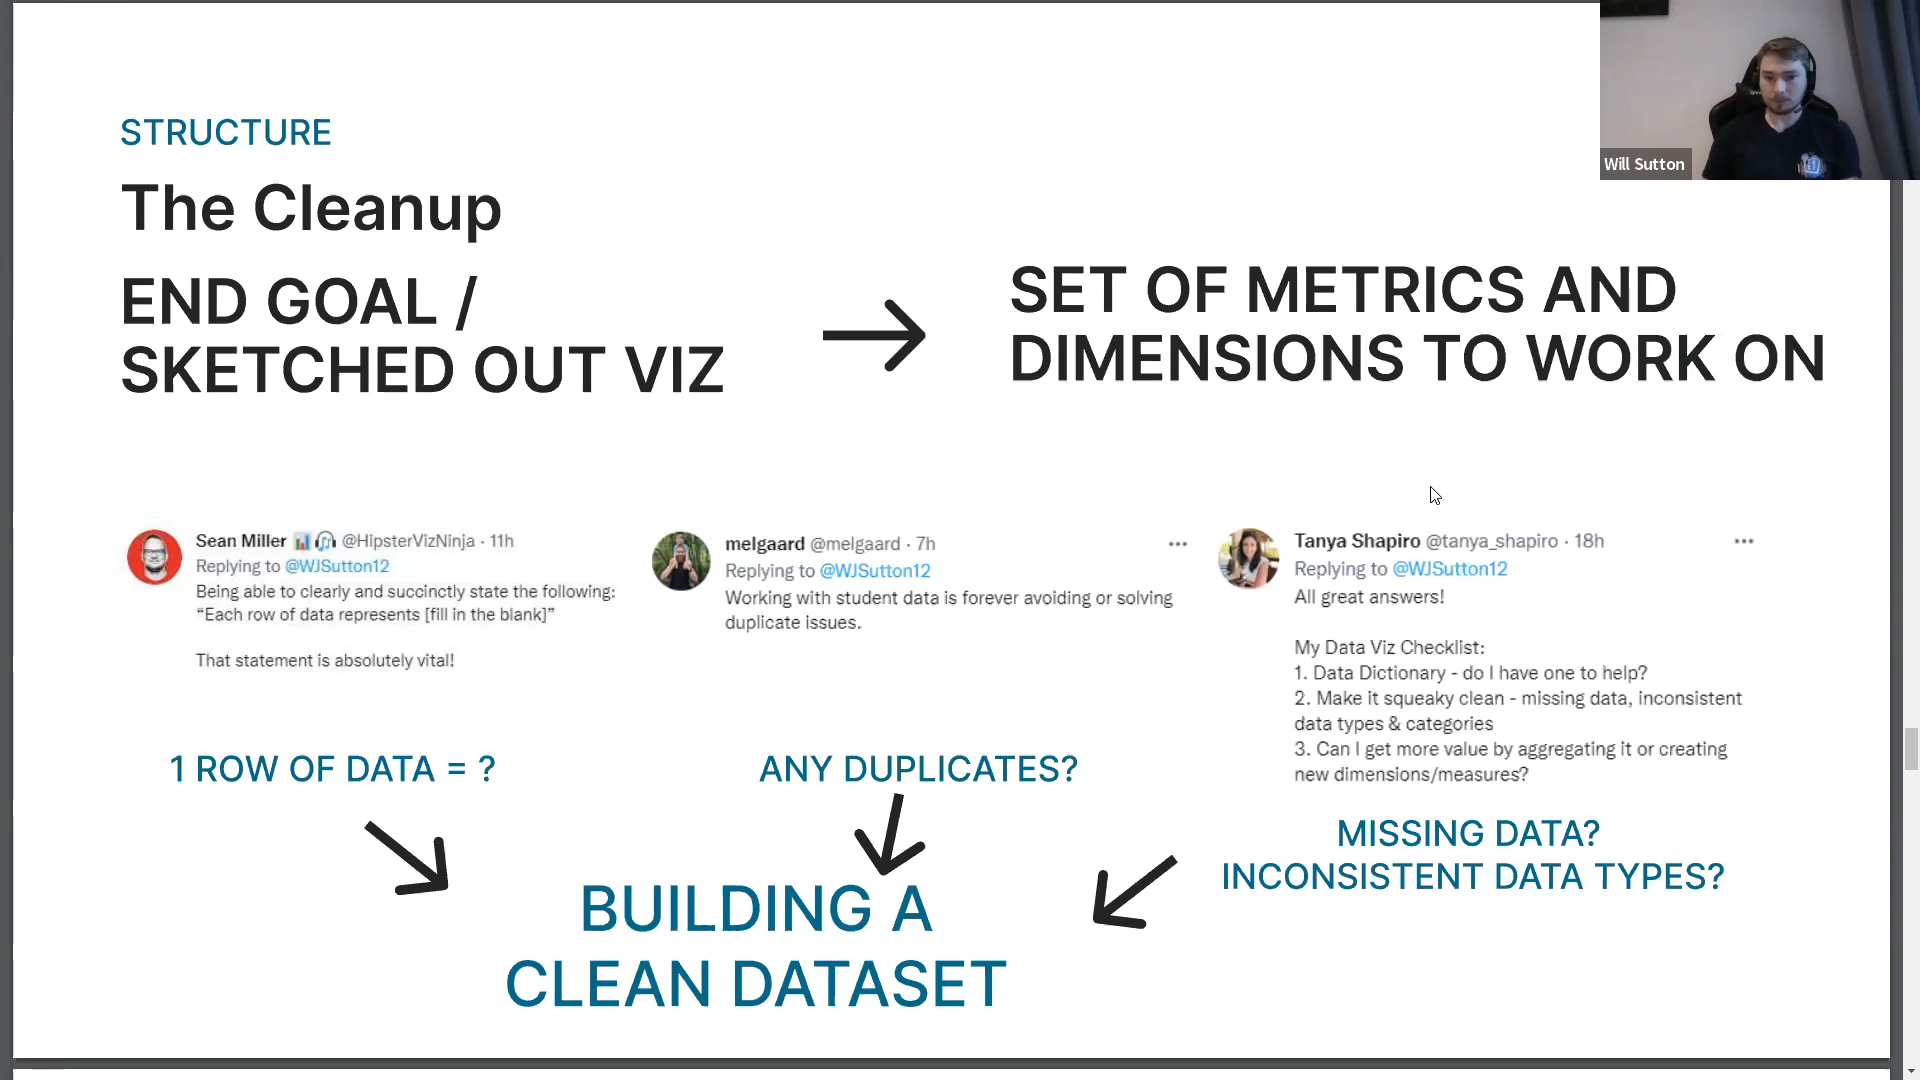 STRUCTURE
The Cleanup
END GOAL /
SKETCHED OUT VIZ
SET OF METRICS AND
DIMENSIONS TO WORK ON
Will Sutton
Sean Miller @HipsterVizNinja · 11h
Replying to @WJSutton12
Being able to clearly and succinctly state the following:
“Each row of data represents [fill in the blank]”
That statement is absolutely vital!
1 ROW OF DATA = ?
melgaard @melgaard · 7h
Replying to @WJSutton12
Working with student data is forever avoiding or solving
duplicate issues.
ANY DUPLICATES?
Tanya Shapiro @tanya_shapiro · 18h
Replying to @WJSutton12
All great answers!
My Data Viz Checklist:
1. Data Dictionary - do I have one to help?
2. Make it squeaky clean - missing data, inconsistent
data types & categories
3. Can I get more value by aggregating it or creating
new dimensions/measures?
MISSING DATA?
INCONSISTENT DATA TYPES?
BUILDING A
CLEAN DATASET